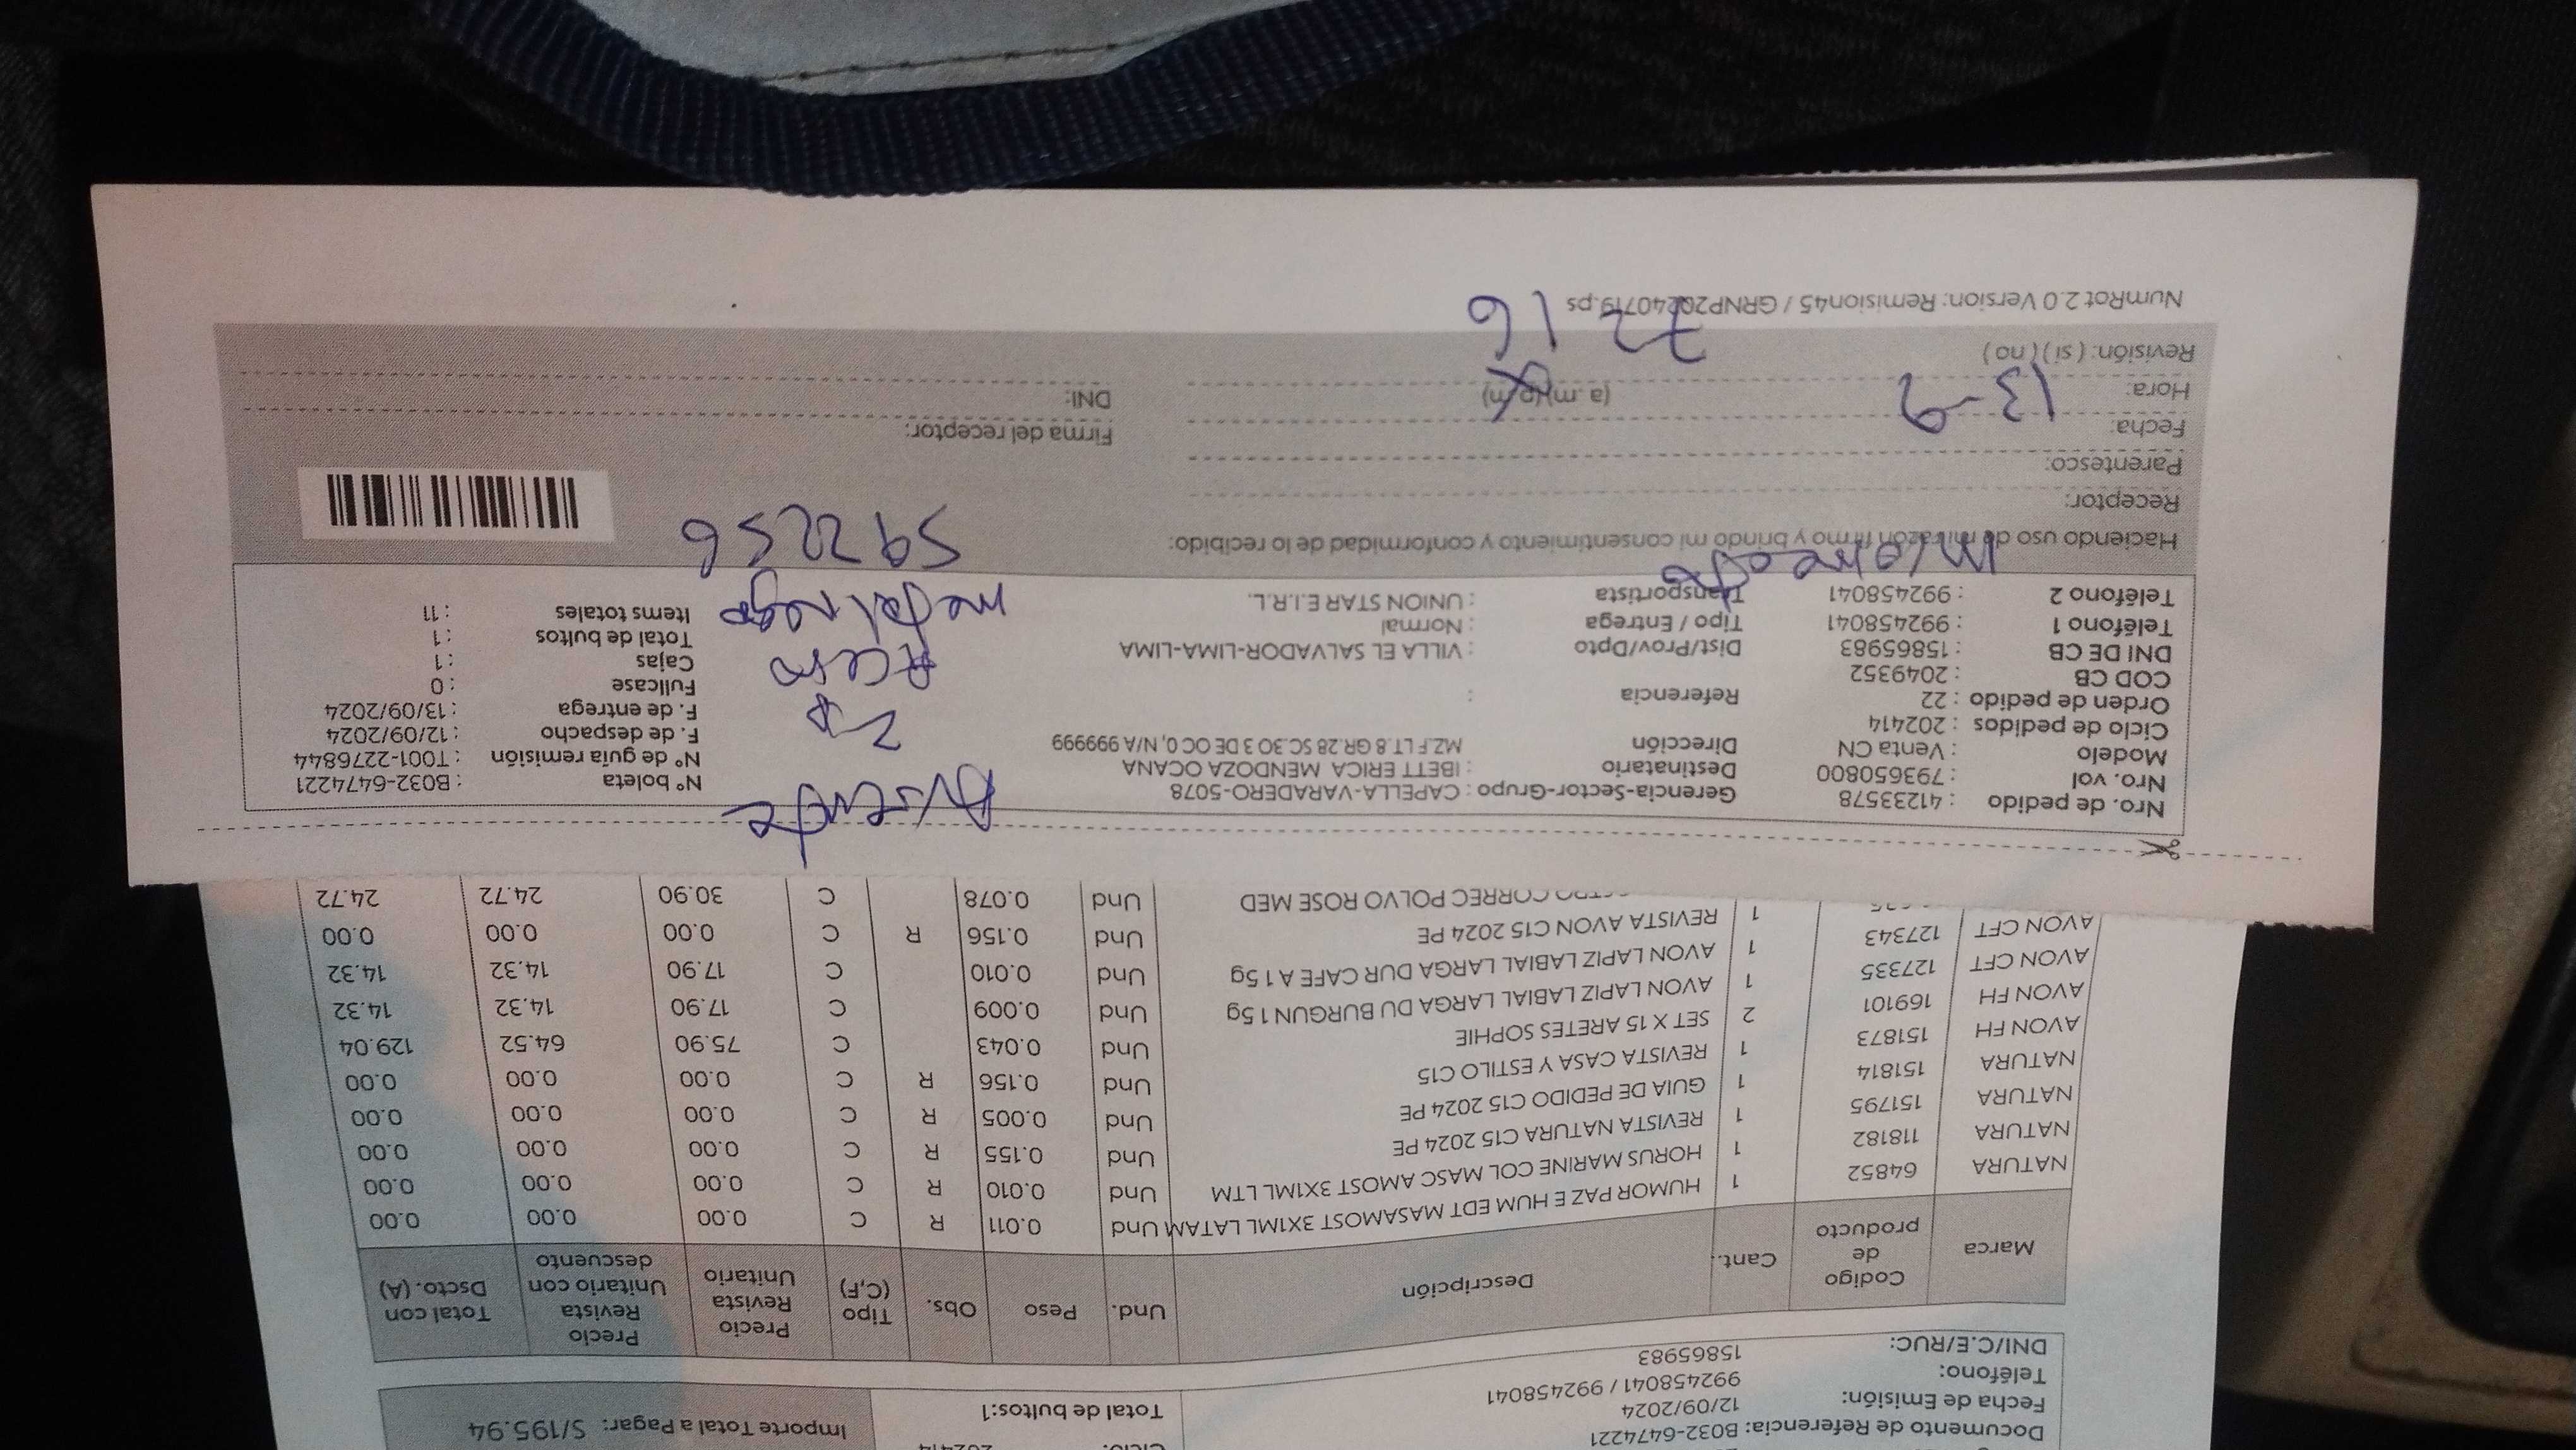 Documento de Referencia: B032-6474221
Fecha de Emisión: 12/09/2024
Teléfono: 992458041 / 992458041
DNI/C.E/RUC: 15865983
Ciclo: 202414
Total de bultos:1
Importe Total a Pagar: S/195.94
Marca Codigo de producto Cant. Descripción Und. Peso Obs. Tipo (C,F) Precio Revista Unitario Precio Revista Unitario con descuento Total con Dscto. (A)
NATURA 64852 1 HUMOR PAZ E HUM EDT MASAMOST 3X1ML LATAM Und 0.011 R C 0.00 0.00 0.00
NATURA 118182 1 HORUS MARINE COL MASC AMOST 3X1ML LTM Und 0.010 R C 0.00 0.00 0.00
NATURA 151795 1 REVISTA NATURA C15 2024 PE Und 0.155 R C 0.00 0.00 0.00
NATURA 151814 1 GUIA DE PEDIDO C15 2024 PE Und 0.005 R C 0.00 0.00 0.00
AVON FH 151873 1 REVISTA CASA Y ESTILO C15 Und 0.156 R C 0.00 0.00 0.00
AVON FH 169101 2 SET X 15 ARETES SOPHIE Und 0.043 C 75.90 64.52 129.04
AVON CFT 127335 1 AVON LAPIZ LABIAL LARGA DU BURGUN 1 5g Und 0.009 C 17.90 14.32 14.32
AVON CFT 127343 1 AVON LAPIZ LABIAL LARGA DUR CAFE A 1 5g Und 0.010 C 17.90 14.32 14.32
1 REVISTA AVON C15 2024 PE Und 0.156 R C 0.00 0.00 0.00
CORREC POLVO ROSE MED Und 0.078 C 30.90 24.72 24.72
Nro. de pedido : 41233578 Gerencia-Sector-Grupo : CAPELLA-VARADERO-5078 N° boleta : B032-6474221
Nro. vol. : 793650800 Destinatario : IBETT ERICA MENDOZA OCANA N° de guía remisión : T001-2276844
Modelo : Venta CN Dirección MZ.F LT.8 GR.28 SC.3O 3 DE OC 0, N/A 999999 F. de despacho : 12/09/2024
Ciclo de pedidos : 202414 F. de entrega : 13/09/2024
Orden de pedido : 22 Referencia : Fullcase : 0
COD CB : 2049352 Cajas : 1
DNI DE CB : 15865983 Dist/Prov/Dpto : VILLA EL SALVADOR-LIMA-LIMA Total de bultos : 1
Teléfono 1 : 992458041 Tipo / Entrega : Normal Items totales : 11
Teléfono 2 : 992458041 Transportista : UNION STAR E.I.R.L.
Ausente
2P
metal negro
592256
Haciendo uso de mi razón firmo y brindo mi consentimiento y conformidad de lo recibido:
Receptor:
Parentesco:
Fecha: 13-9 Firma del receptor:
Hora: (a.m)(p.m) DNI:
Revisión: (si)(no)
16
NumRot 2.0 Version: Remision45 / GRNP20240719.ps